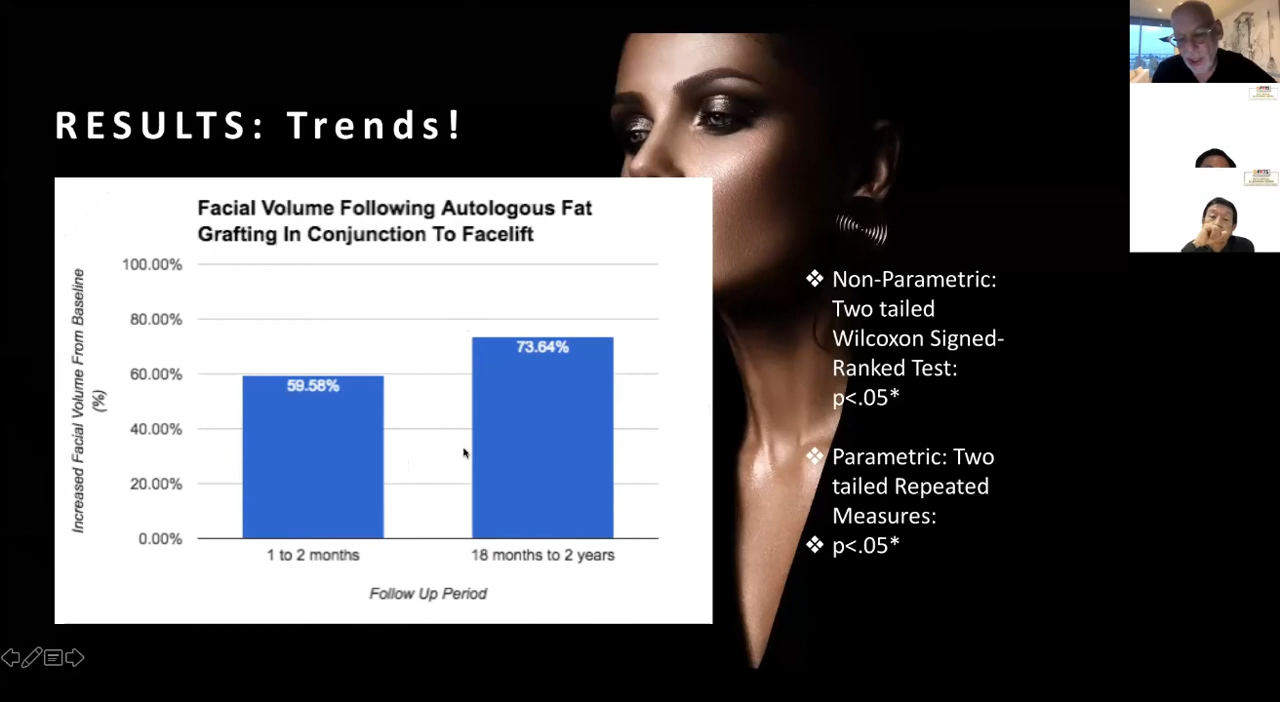 RESULTS: Trends!
Facial Volume Following Autologous Fat
Grafting In Conjunction To Facelift
Increased Facial Volume From Baseline
(%)
100.00%
80.00%
60.00%
40.00%
20.00%
0.00%
59.58%
73.64%
1 to 2 months
18 months to 2 years
Follow Up Period
❖ Non-Parametric:
Two tailed
Wilcoxon Signed-
Ranked Test:
p<.05*
❖ Parametric: Two
tailed Repeated
Measures:
❖ p<.05*